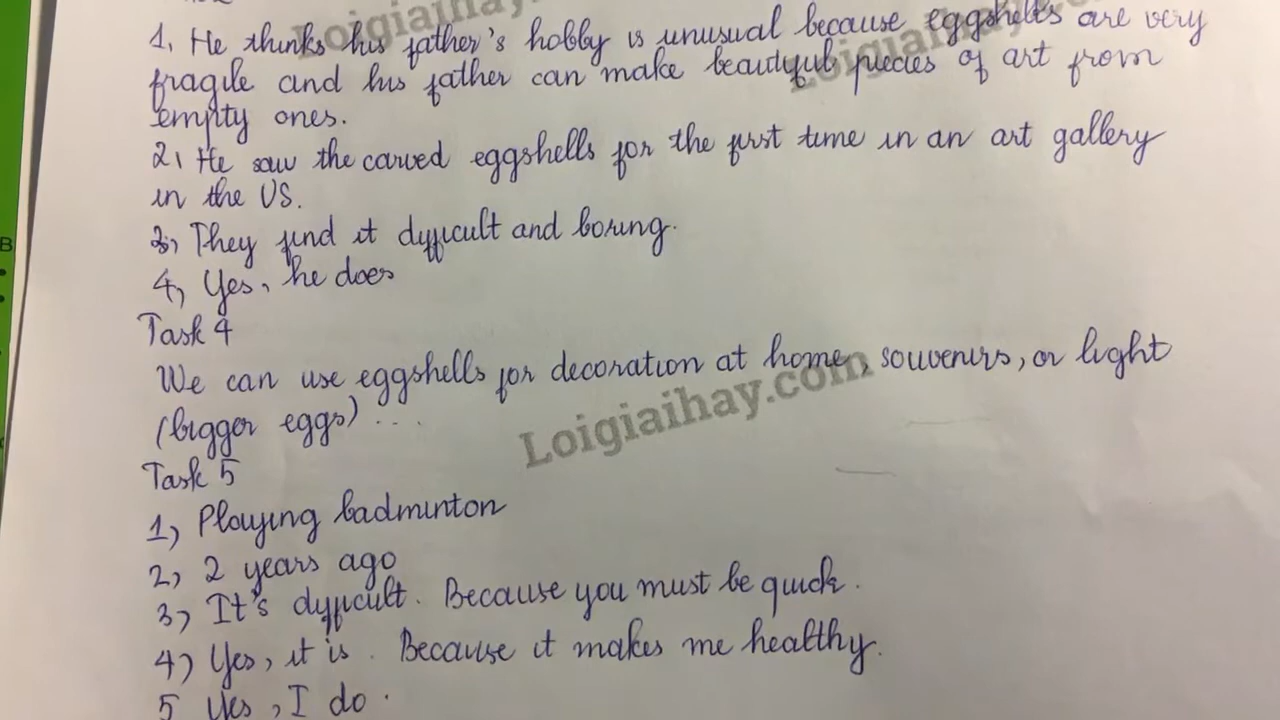 Loigiaihay.
1, He thinks his father's hobby is unusual because eggshells are very
fragile and his father can make beautiful pieces of art from
empty ones.
Loigiaihay.
2, He saw the carved eggshells for the first time in an art gallery
in the US.
3, They find it difficult and boring.
4, Yes, he does
Task 4
We can use eggshells for decoration at home, souvenirs, or light
(bigger eggs) ...
Loigiaihay.com
Task 5
1, Playing badminton
2, 2 years ago
3, It's difficult. Because you must be quick.
4) Yes, it is. Because it makes me healthy.
5 Yes, I do.
B